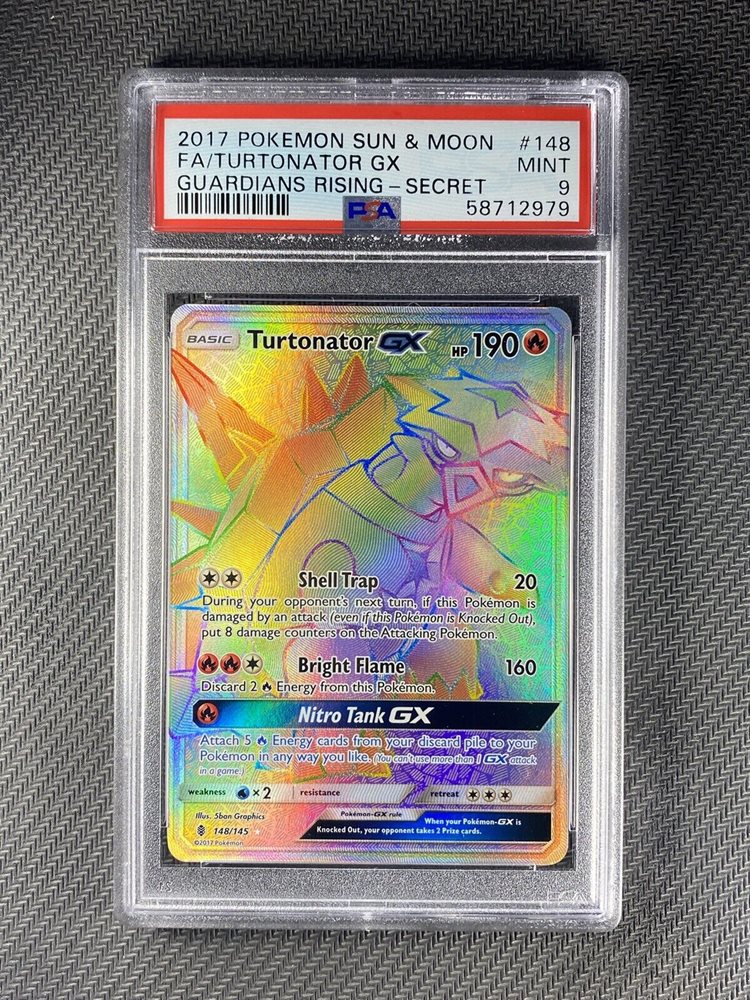 2017 POKEMON SUN & MOON #148
FA/TURTONATOR GX MINT
GUARDIANS RISING - SECRET 9
PSA 58712979
BASIC Turtonator GX HP 190
Shell Trap 20
During your opponent's next turn, if this Pokémon is
damaged by an attack (even if this Pokémon is Knocked Out),
put 8 damage counters on the Attacking Pokémon.
Bright Flame 160
Discard 2 Energy from this Pokémon.
Nitro Tank GX
Attach 5 Energy cards from your discard pile to your
Pokémon in any way you like. (You can't use more than 1 GX attack
in a game.)
weakness ×2 resistance retreat
Illus. 5ban Graphics
Pokémon-GX rule When your Pokémon-GX is
148/145 Knocked Out, your opponent takes 2 Prize cards.
©2017 Pokémon